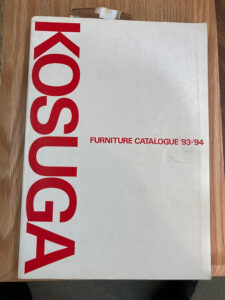 KOSUGA
FURNITURE CATALOGUE '93-'94